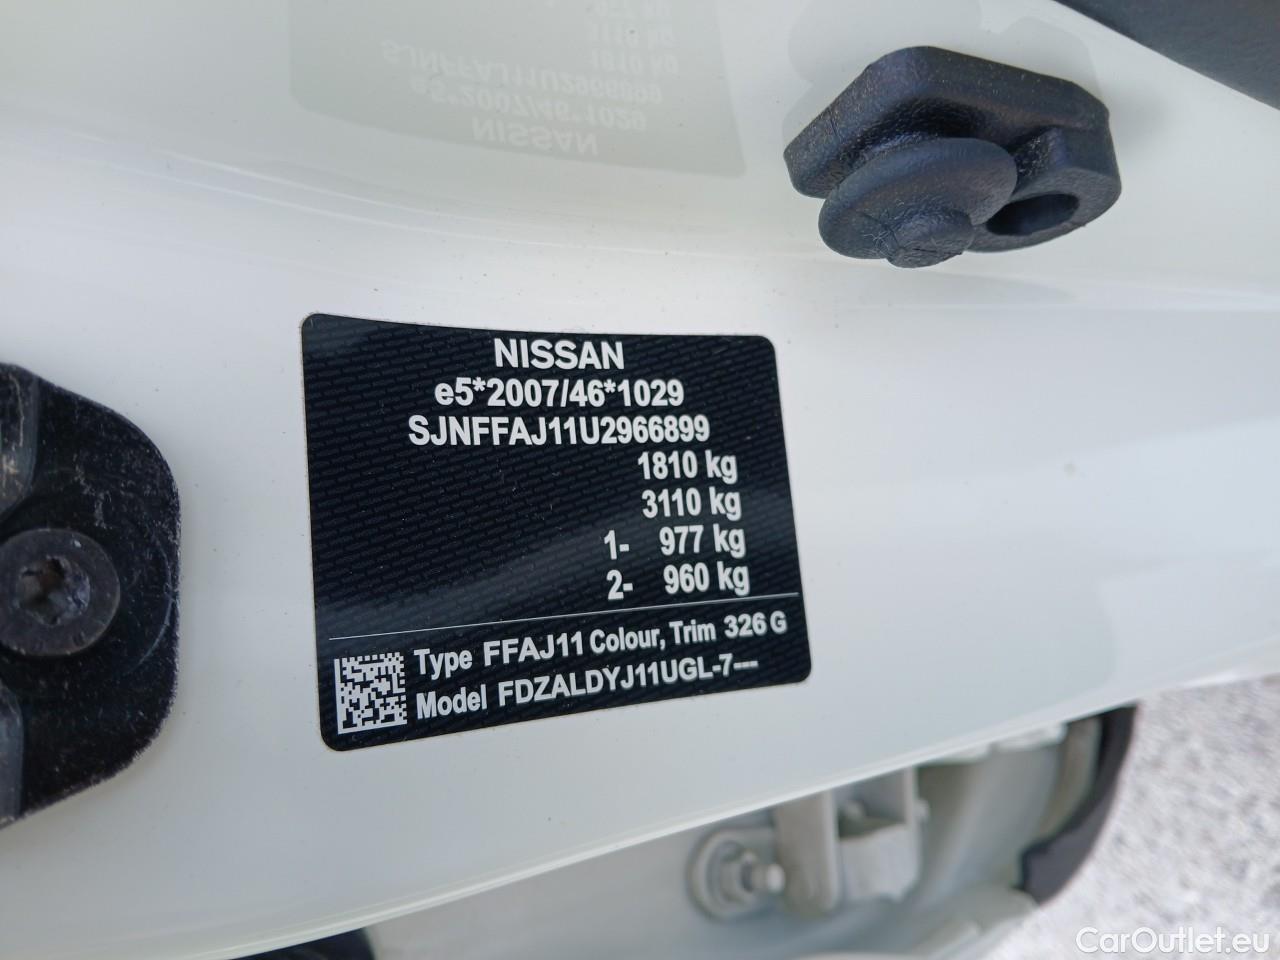 NISSAN
e5*2007/46*1029
SJNFFAJ11U2966899
1810 kg
3110 kg
1- 977 kg
2- 960 kg
Type FFAJ11 Colour, Trim 326 G
Model FDZALDYJ11UGL-7---
CarOutlet.eu